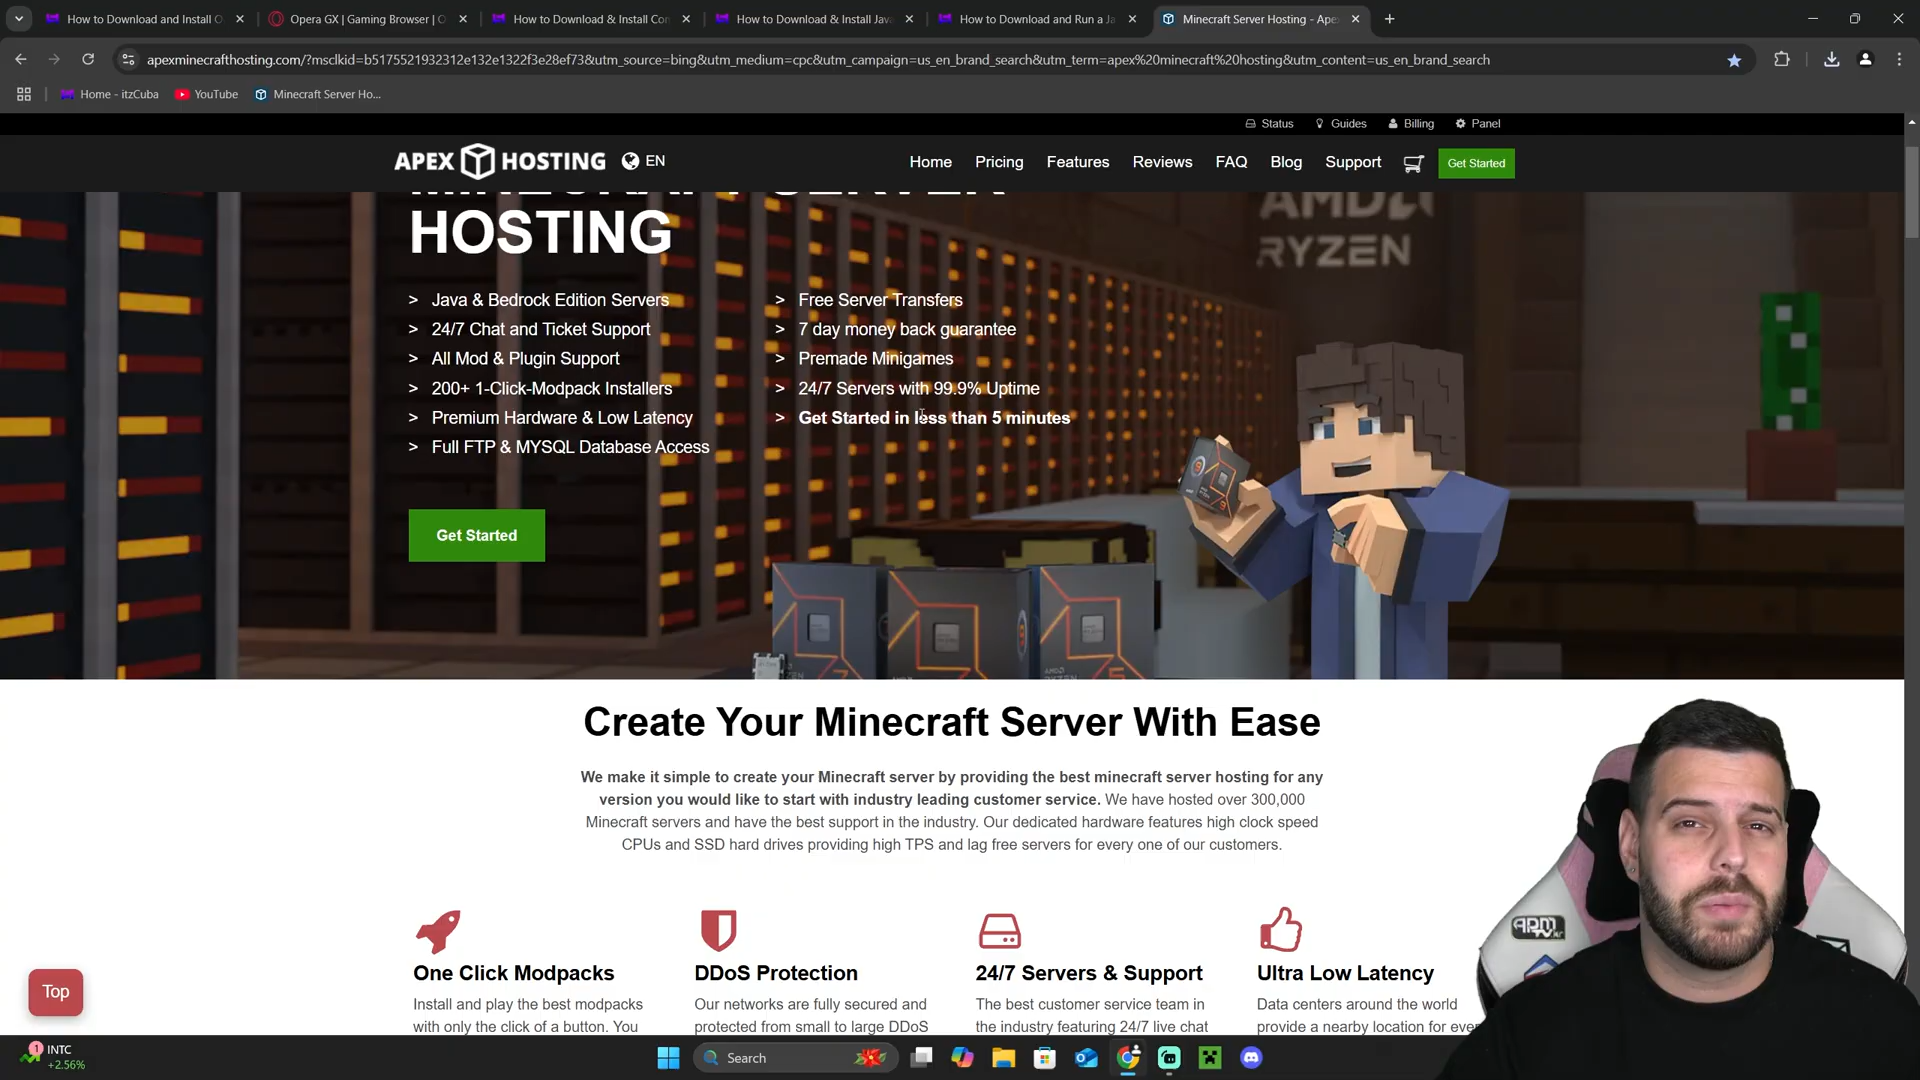 How to Download and Install O
Opera GX | Gaming Browser | O
How to Download & Install Cor
How to Download & Install Java
How to Download and Run a Ja
Minecraft Server Hosting - Ape
apexminecrafthosting.com/?msclkid=b5175521932312e132e1322f3e28ef73&utm_source=bing&utm_medium=cpc&utm_campaign=us_en_brand_search&utm_term=apex%20minecraft%20hosting&utm_content=us_en_brand_search
Home - itzCuba
YouTube
Minecraft Server Ho...
Status
Guides
Billing
Panel
APEX HOSTING
EN
Home
Pricing
Features
Reviews
FAQ
Blog
Support
Get Started
MINECRAFT SERVER
HOSTING
AMD
RYZEN
> Java & Bedrock Edition Servers
> 24/7 Chat and Ticket Support
> All Mod & Plugin Support
> 200+ 1-Click-Modpack Installers
> Premium Hardware & Low Latency
> Full FTP & MYSQL Database Access
> Free Server Transfers
> 7 day money back guarantee
> Premade Minigames
> 24/7 Servers with 99.9% Uptime
> Get Started in less than 5 minutes
Get Started
Create Your Minecraft Server With Ease
We make it simple to create your Minecraft server by providing the best minecraft server hosting for any
version you would like to start with industry leading customer service. We have hosted over 300,000
Minecraft servers and have the best support in the industry. Our dedicated hardware features high clock speed
CPUs and SSD hard drives providing high TPS and lag free servers for every one of our customers.
One Click Modpacks
Install and play the best modpacks
with only the click of a button. You
DDoS Protection
Our networks are fully secured and
protected from small to large DDoS
24/7 Servers & Support
The best customer service team in
the industry featuring 24/7 live chat
Ultra Low Latency
Data centers around the world
provide a nearby location for every
Top
1
INTC
+2.56%
Search